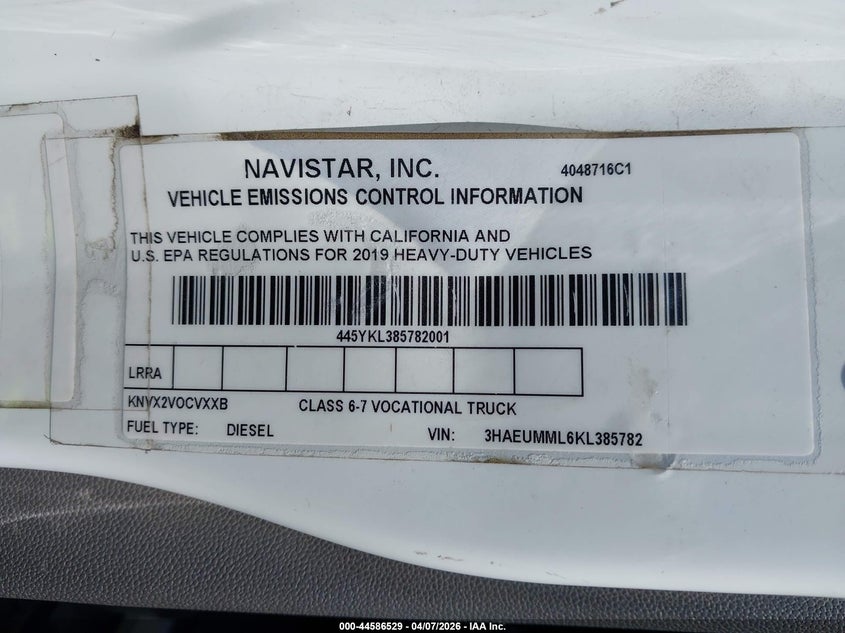 NAVISTAR, INC. 4048716C1
VEHICLE EMISSIONS CONTROL INFORMATION
THIS VEHICLE COMPLIES WITH CALIFORNIA AND
U.S. EPA REGULATIONS FOR 2019 HEAVY-DUTY VEHICLES
445YKL385782001
LRRA
KNVX2VOCVXXB CLASS 6-7 VOCATIONAL TRUCK
FUEL TYPE: DIESEL VIN: 3HAEUMML6KL385782
000-44586529 - 04/07/2026 - IAA Inc.